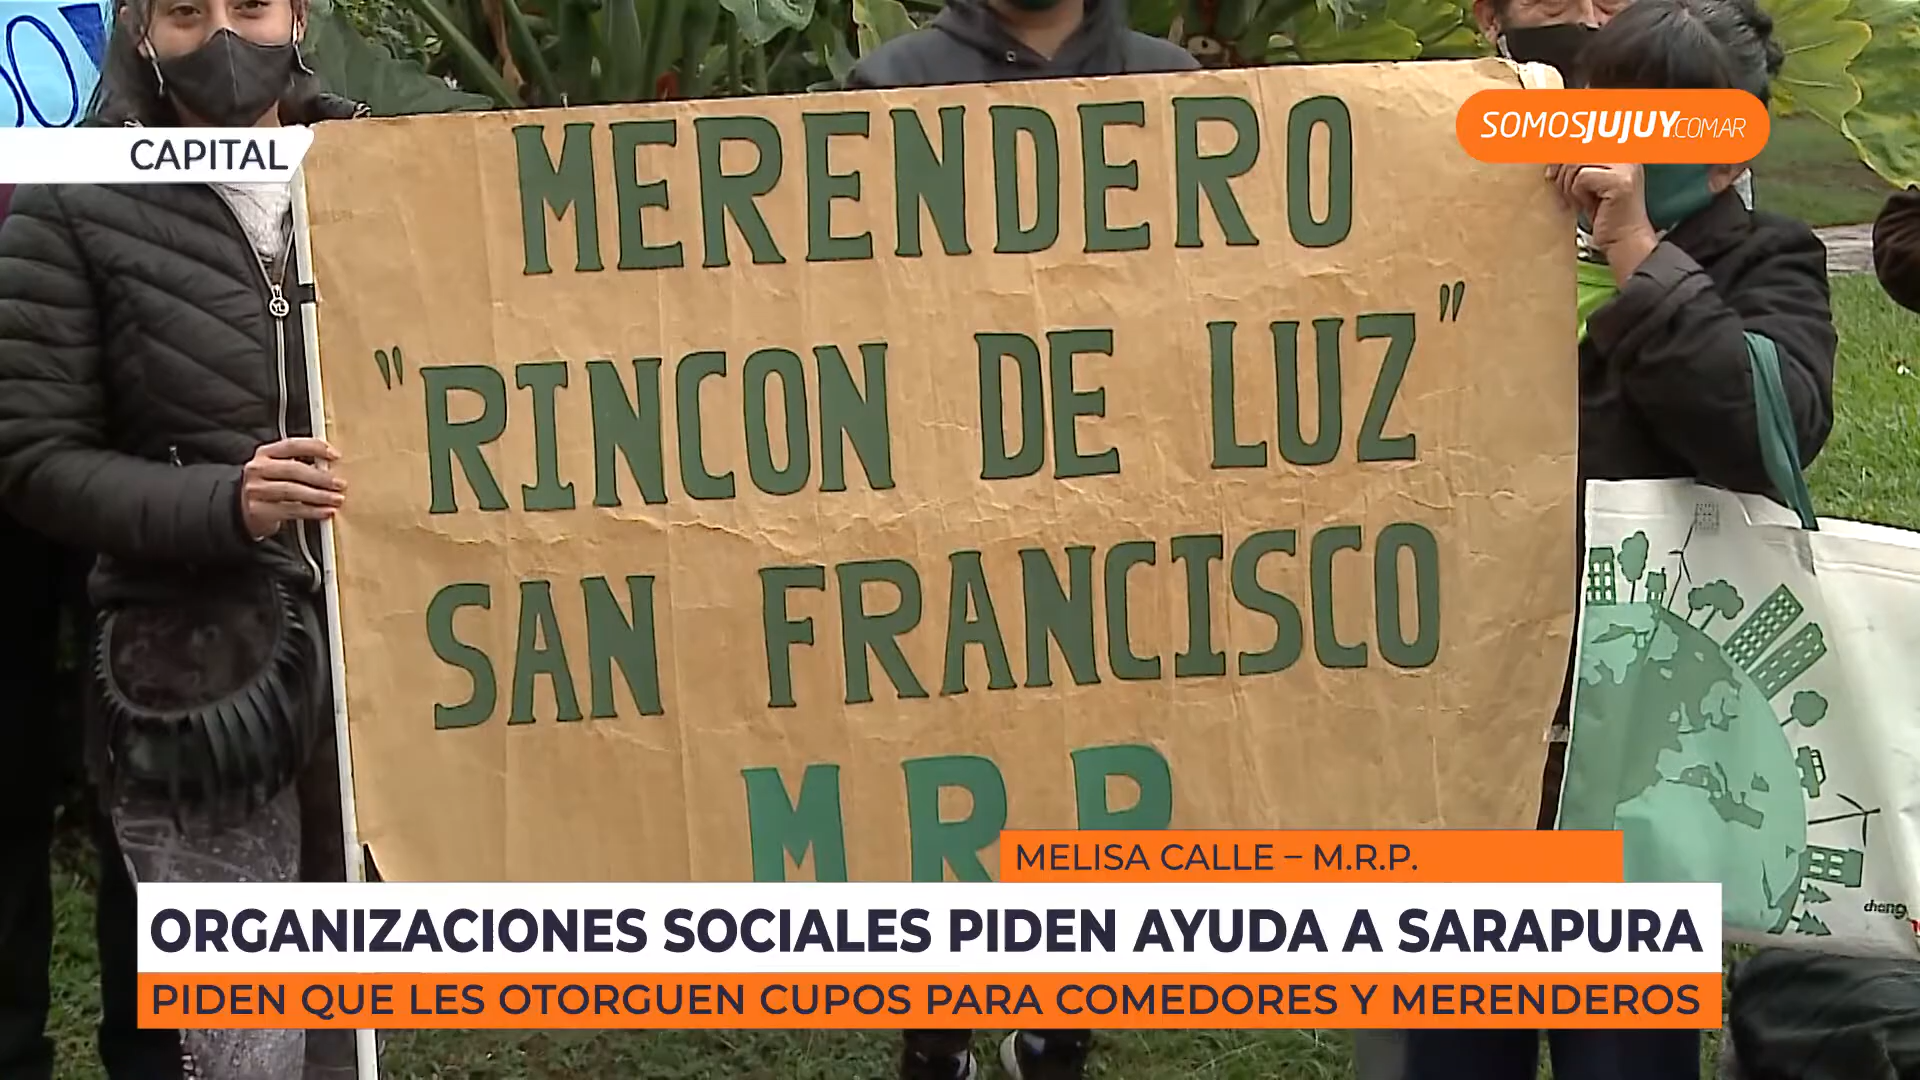 CAPITAL
SOMOSJUJUY.COM.AR
MERENDERO
"RINCON DE LUZ"
SAN FRANCISCO
M.R.P.
MELISA CALLE – M.R.P.
ORGANIZACIONES SOCIALES PIDEN AYUDA A SARAPURA
PIDEN QUE LES OTORGUEN CUPOS PARA COMEDORES Y MERENDEROS